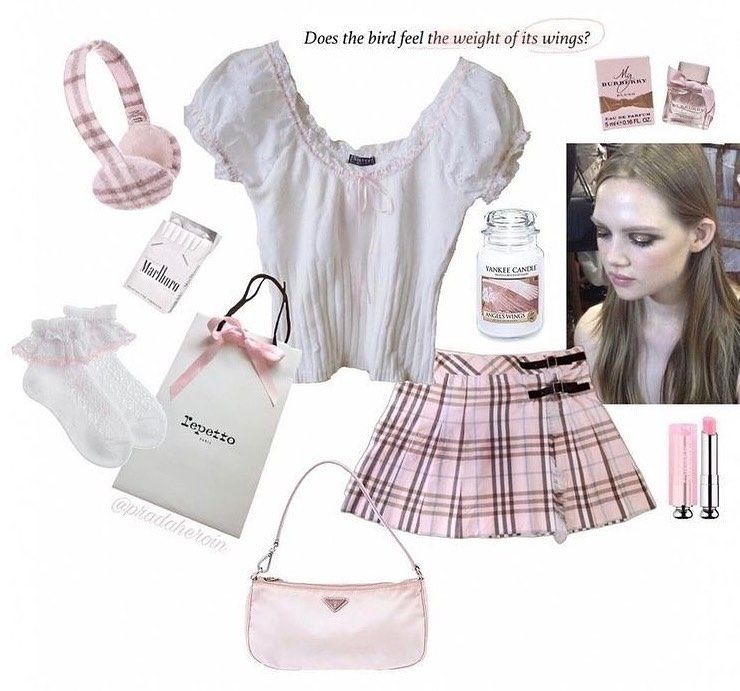 Does the bird feel the weight of its wings?
My
BURBERRY
BLUSH
EAU DE PARFUM
5 ml e 0.16 FL. OZ.
BURBERRY
Marlboro
YANKEE CANDLE
ANGEL'S WINGS
repetto
PARIS
@pradaheroin